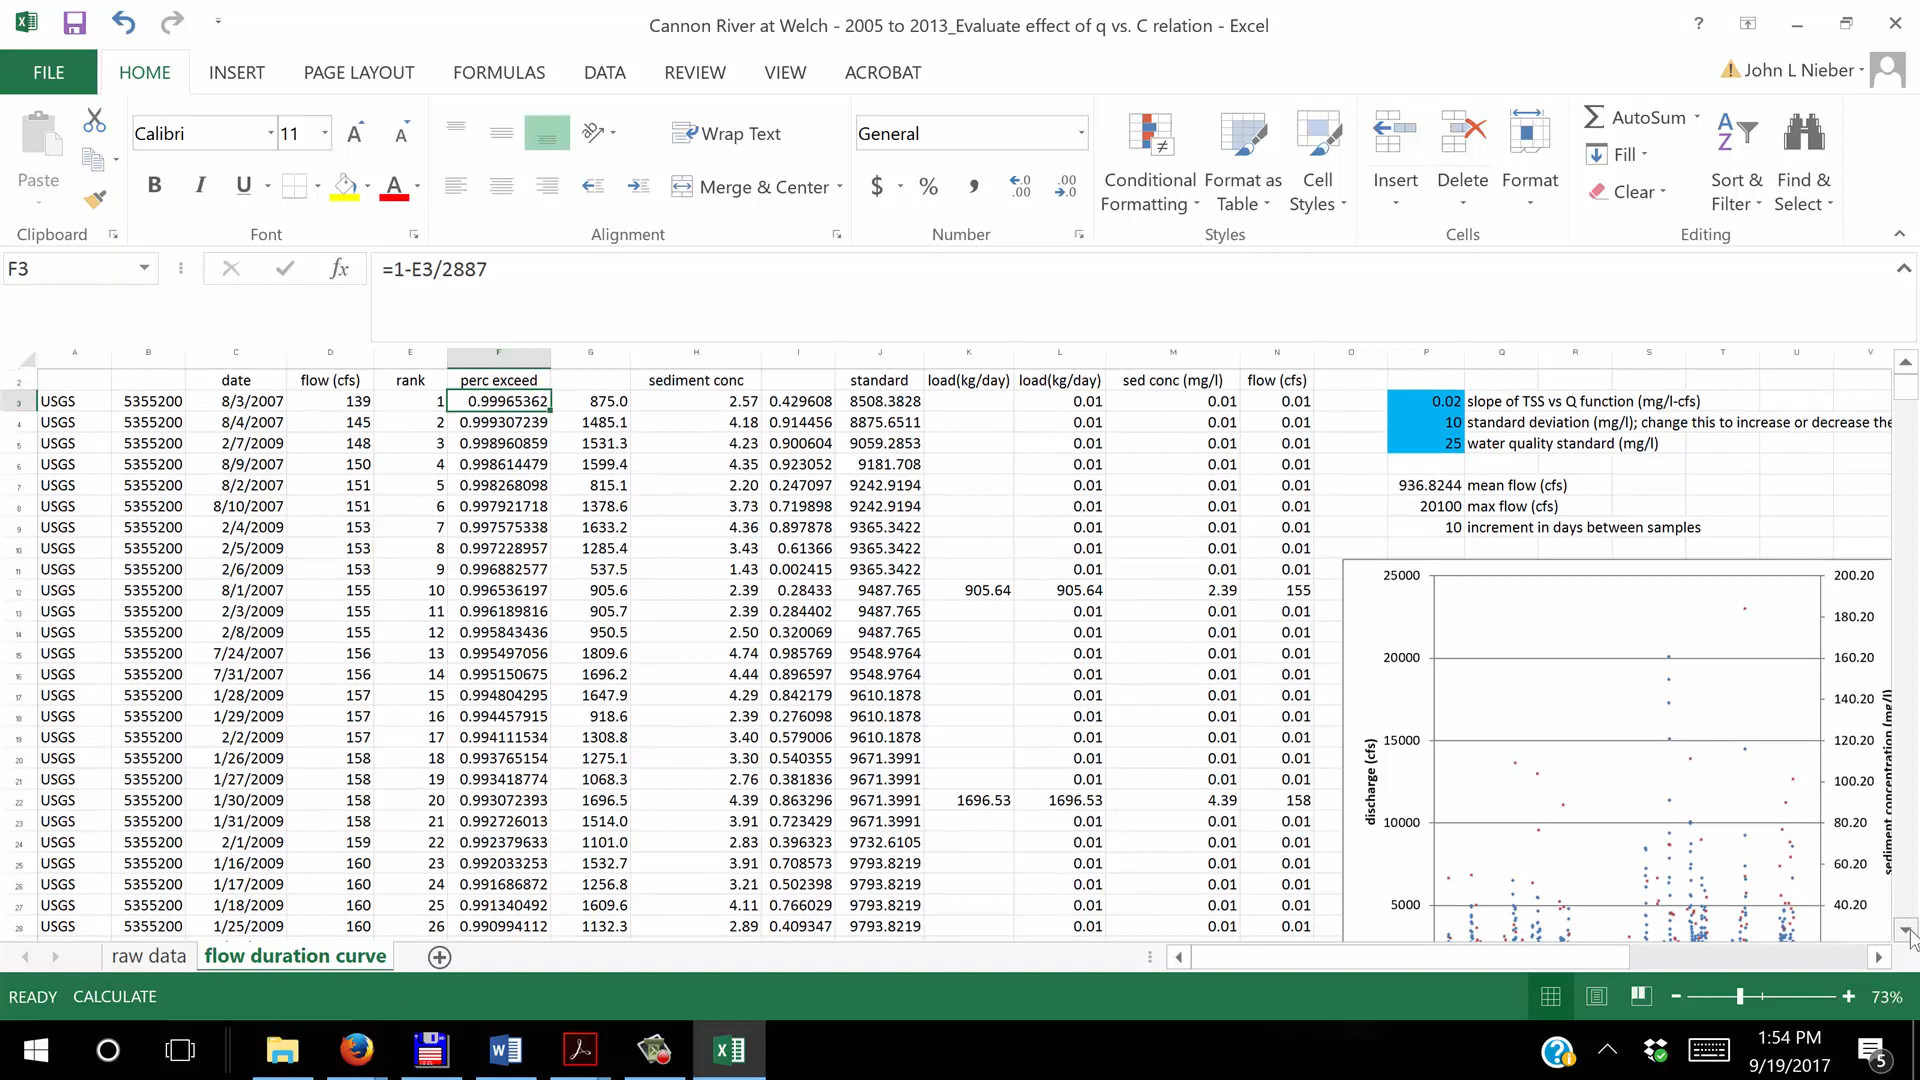 Cannon River at Welch - 2005 to 2013_Evaluate effect of q vs. C relation - Excel
?
FILE HOME INSERT PAGE LAYOUT FORMULAS DATA REVIEW VIEW ACROBAT John L Nieber
Paste
Clipboard
Calibri 11
B I U
Font
Wrap Text
Merge & Center
Alignment
General
$ % , .00 .00
Number
Conditional Formatting
Format as Table
Cell Styles
Styles
Insert Delete Format
Cells
AutoSum
Fill
Clear
Sort & Filter
Find & Select
Editing
F3 fx =1-E3/2887
A B C D E F G H I J K L M N O P Q R S T U V
2 date flow (cfs) rank perc exceed sediment conc standard load(kg/day) load(kg/day) sed conc (mg/l) flow (cfs)
3 USGS 5355200 8/3/2007 139 1 0.99965362 875.0 2.57 0.429608 8508.3828 0.01 0.01 0.01 0.02 slope of TSS vs Q function (mg/l-cfs)
4 USGS 5355200 8/4/2007 145 2 0.999307239 1485.1 4.18 0.914456 8875.6511 0.01 0.01 0.01 10 standard deviation (mg/l); change this to increase or decrease the
5 USGS 5355200 2/7/2009 148 3 0.998960859 1531.3 4.23 0.900604 9059.2853 0.01 0.01 0.01 25 water quality standard (mg/l)
6 USGS 5355200 8/9/2007 150 4 0.998614479 1599.4 4.35 0.923052 9181.708 0.01 0.01 0.01
7 USGS 5355200 8/2/2007 151 5 0.998268098 815.1 2.20 0.247097 9242.9194 0.01 0.01 0.01 936.8244 mean flow (cfs)
8 USGS 5355200 8/10/2007 151 6 0.997921718 1378.6 3.73 0.719898 9242.9194 0.01 0.01 0.01 20100 max flow (cfs)
9 USGS 5355200 2/4/2009 153 7 0.997575338 1633.2 4.36 0.897878 9365.3422 0.01 0.01 0.01 10 increment in days between samples
10 USGS 5355200 2/5/2009 153 8 0.997228957 1285.4 3.43 0.61366 9365.3422 0.01 0.01 0.01
11 USGS 5355200 2/6/2009 153 9 0.996882577 537.5 1.43 0.002415 9365.3422 0.01 0.01 0.01
12 USGS 5355200 8/1/2007 155 10 0.996536197 905.6 2.39 0.28433 9487.765 905.64 905.64 2.39 155
13 USGS 5355200 2/3/2009 155 11 0.996189816 905.7 2.39 0.284402 9487.765 0.01 0.01 0.01
14 USGS 5355200 2/8/2009 155 12 0.995843436 950.5 2.50 0.320069 9487.765 0.01 0.01 0.01
15 USGS 5355200 7/24/2007 156 13 0.995497056 1809.6 4.74 0.985769 9548.9764 0.01 0.01 0.01
16 USGS 5355200 7/31/2007 156 14 0.995150675 1696.2 4.44 0.896597 9548.9764 0.01 0.01 0.01
17 USGS 5355200 1/28/2009 157 15 0.994804295 1647.9 4.29 0.842179 9610.1878 0.01 0.01 0.01
18 USGS 5355200 1/29/2009 157 16 0.994457915 918.6 2.39 0.276098 9610.1878 0.01 0.01 0.01
19 USGS 5355200 2/2/2009 157 17 0.994111534 1308.8 3.40 0.579006 9610.1878 0.01 0.01 0.01
20 USGS 5355200 1/26/2009 158 18 0.993765154 1275.1 3.30 0.540355 9671.3991 0.01 0.01 0.01
21 USGS 5355200 1/27/2009 158 19 0.993418774 1068.3 2.76 0.381836 9671.3991 0.01 0.01 0.01
22 USGS 5355200 1/30/2009 158 20 0.993072393 1696.5 4.39 0.863296 9671.3991 1696.53 1696.53 4.39 158
23 USGS 5355200 1/31/2009 158 21 0.992726013 1514.0 3.91 0.723429 9671.3991 0.01 0.01 0.01
24 USGS 5355200 2/1/2009 159 22 0.992379633 1101.0 2.83 0.396323 9732.6105 0.01 0.01 0.01
25 USGS 5355200 1/16/2009 160 23 0.992033253 1532.7 3.91 0.708573 9793.8219 0.01 0.01 0.01
26 USGS 5355200 1/17/2009 160 24 0.991686872 1256.8 3.21 0.502398 9793.8219 0.01 0.01 0.01
27 USGS 5355200 1/18/2009 160 25 0.991340492 1609.6 4.11 0.766029 9793.8219 0.01 0.01 0.01
28 USGS 5355200 1/25/2009 160 26 0.990994112 1132.3 2.89 0.409347 9793.8219 0.01 0.01 0.01
25000 200.20
180.20
20000 160.20
140.20
15000 120.20
100.20
10000 80.20
60.20
5000 40.20
discharge (cfs)
sediment concentration (mg/l)
raw data flow duration curve
READY CALCULATE 73%
1:54 PM
9/19/2017
5